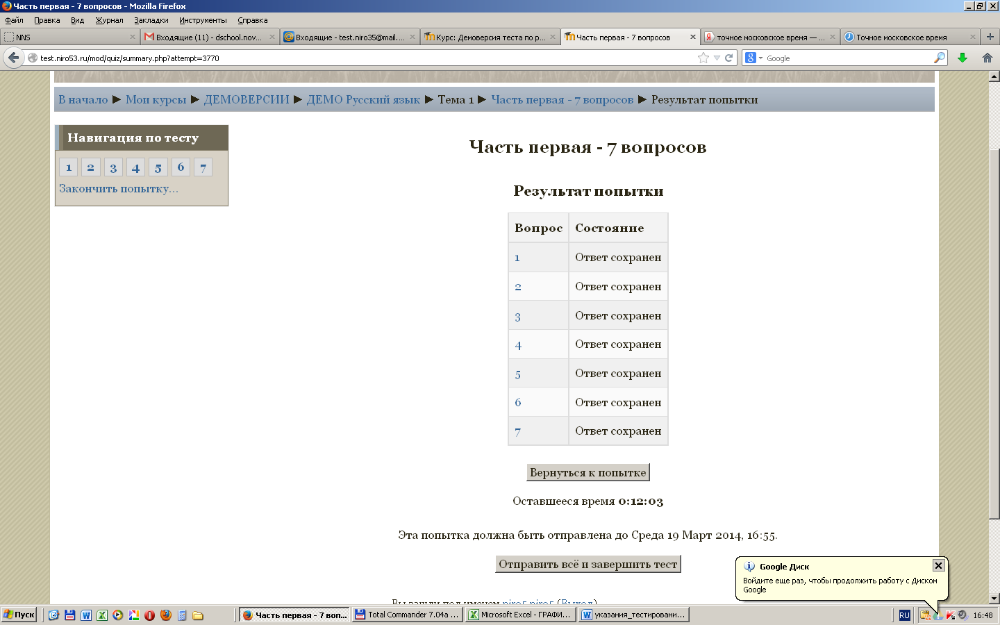 Часть первая - 7 вопросов - Mozilla Firefox
Файл Правка Вид Журнал Закладки Инструменты Справка
NNS
Входящие (11) - dschool.nov...
Входящие - test.niro35@mail....
Курс: Демоверсия теста по р...
Часть первая - 7 вопросов
точное московское время — ...
Точное московское время
test.niro53.ru/mod/quiz/summary.php?attempt=3770
Google
В начало ► Мои курсы ► ДЕМОВЕРСИИ ► ДЕМО Русский язык ► Тема 1 ► Часть первая - 7 вопросов ► Результат попытки
Навигация по тесту
1 2 3 4 5 6 7
Закончить попытку...
Часть первая - 7 вопросов
Результат попытки
Вопрос Состояние
1 Ответ сохранен
2 Ответ сохранен
3 Ответ сохранен
4 Ответ сохранен
5 Ответ сохранен
6 Ответ сохранен
7 Ответ сохранен
Вернуться к попытке
Оставшееся время 0:12:03
Эта попытка должна быть отправлена до Среда 19 Март 2014, 16:55.
Отправить всё и завершить тест
Google Диск
Войдите еще раз, чтобы продолжить работу с Диском
Google
Вы зашли под именем niro5 niro5 (Выход)
Пуск
Часть первая - 7 воп...
Total Commander 7.04a ...
Microsoft Excel - ГРАФИ...
указания_тестировани...
RU
16:48